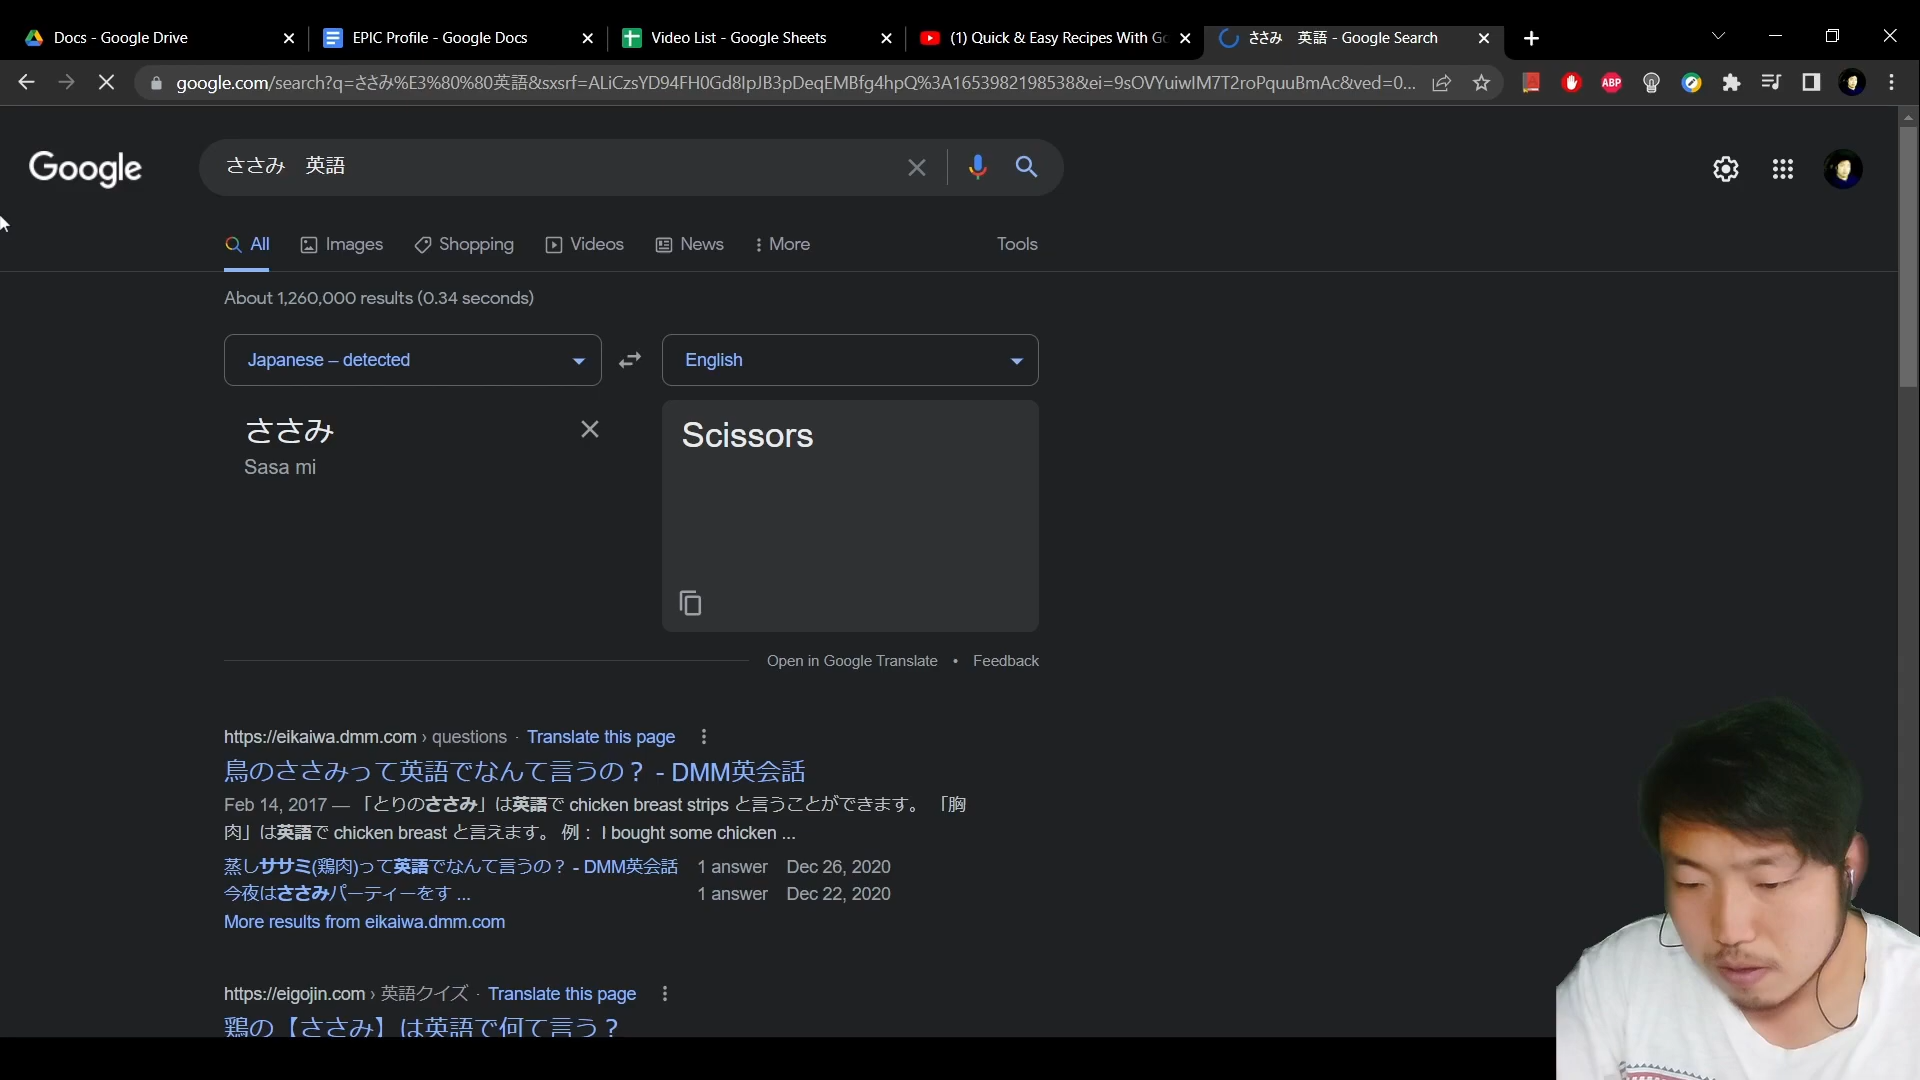 Docs - Google Drive
EPIC Profile - Google Docs
Video List - Google Sheets
(1) Quick & Easy Recipes With Go
ささみ　英語 - Google Search
google.com/search?q=ささみ%E3%80%80英語&sxsrf=ALiCzsYD94FH0Gd8IpJB3pDeqEMBfg4hpQ%3A1653982198538&ei=9sOVYuiwIM7T2roPquuBmAc&ved=0...
ABP
Google
ささみ　英語
All
Images
Shopping
Videos
News
More
Tools
About 1,260,000 results (0.34 seconds)
Japanese – detected
English
ささみ
Sasa mi
Scissors
Open in Google Translate • Feedback
https://eikaiwa.dmm.com › questions · Translate this page
鳥のささみって英語でなんて言うの？ - DMM英会話
Feb 14, 2017 — 「とりのささみ」は英語で chicken breast strips と言うことができます。 「胸
肉」は英語で chicken breast と言えます。 例： I bought some chicken ...
蒸しササミ(鶏肉)って英語でなんて言うの？ - DMM英会話 1 answer Dec 26, 2020
今夜はささみパーティーをす ... 1 answer Dec 22, 2020
More results from eikaiwa.dmm.com
https://eigojin.com › 英語クイズ · Translate this page
鶏の【ささみ】は英語で何て言う？